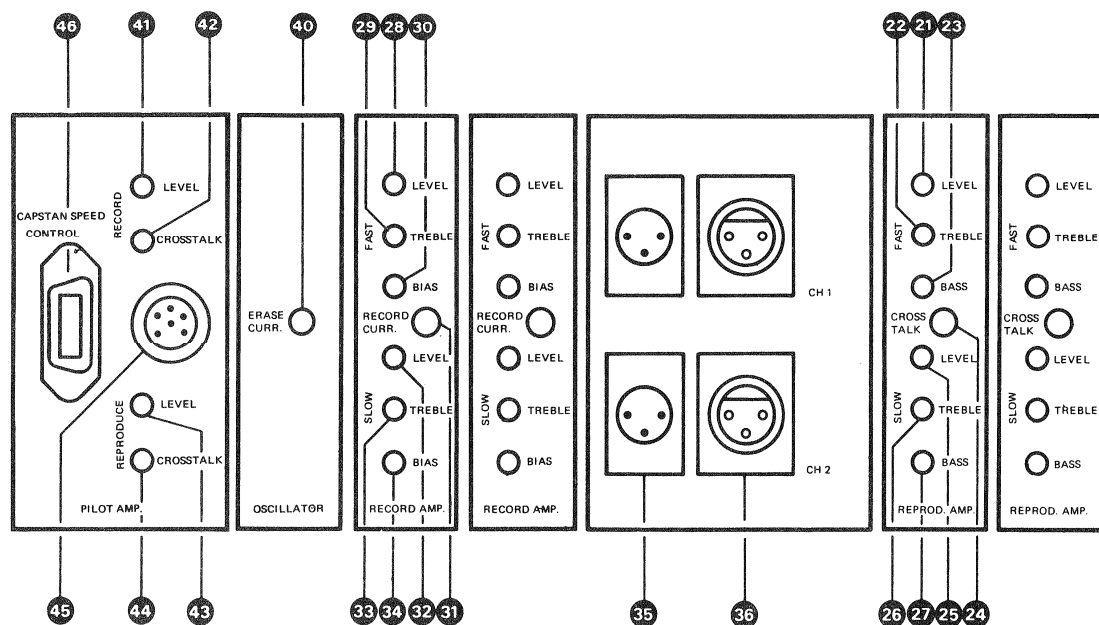 46 41 42 40 29 28 30 22 21 23
CAPSTAN SPEED
CONTROL
RECORD
LEVEL
CROSSTALK
REPRODUCE
LEVEL
CROSSTALK
PILOT AMP.
ERASE
CURR.
OSCILLATOR
FAST
LEVEL
TREBLE
BIAS
RECORD
CURR.
SLOW
LEVEL
TREBLE
BIAS
RECORD AMP.
FAST
LEVEL
TREBLE
BIAS
RECORD
CURR.
SLOW
LEVEL
TREBLE
BIAS
RECORD AMP.
CH 1
CH 2
FAST
LEVEL
TREBLE
BASS
CROSS
TALK
SLOW
LEVEL
TREBLE
BASS
REPROD. AMP.
FAST
LEVEL
TREBLE
BASS
CROSS
TALK
SLOW
LEVEL
TREBLE
BASS
REPROD. AMP.
45 44 43 33 34 32 31 35 36 26 27 25 24